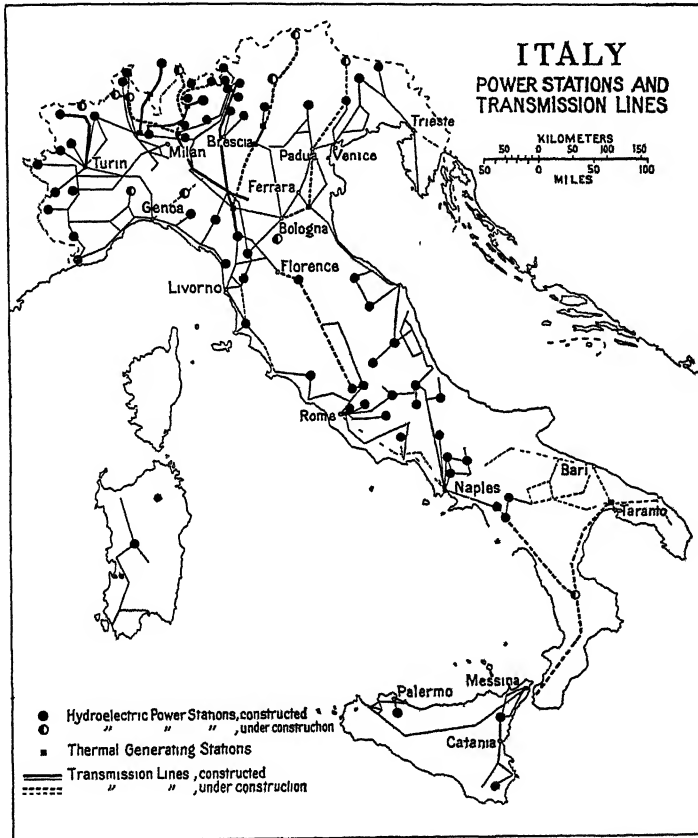 ITALY
POWER STATIONS AND
TRANSMISSION LINES
KILOMETERS
50 0 50 100 150
50 0 50 100
MILES
Trieste
Turin
Milan
Brescia
Padua
Venice
Ferrara
Genoa
Bologna
Florence
Livorno
Rome
Naples
Bari
Taranto
Messina
Palermo
Catania
Hydroelectric Power Stations, constructed
" " " , under construction
Thermal Generating Stations
Transmission Lines , constructed
" " , under construction